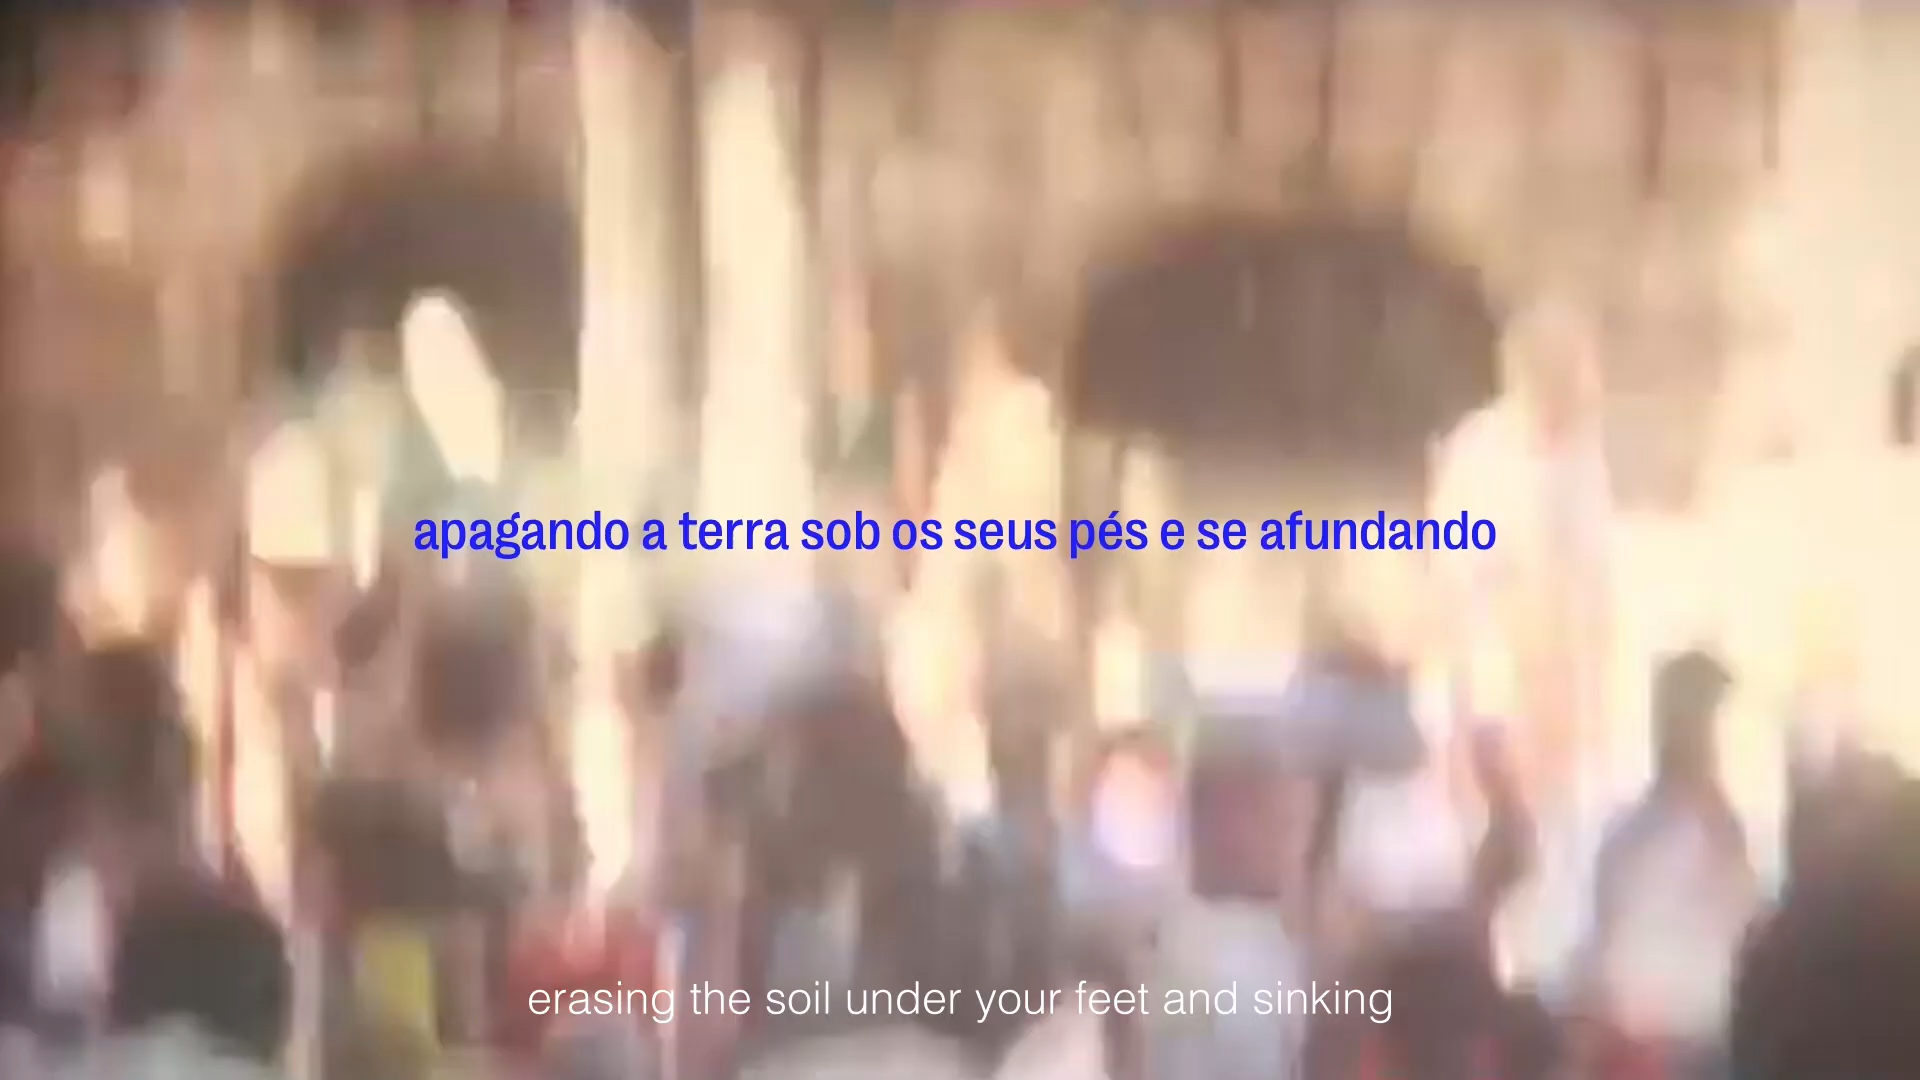 apagando a terra sob os seus pés e se afundando
erasing the soil under your feet and sinking